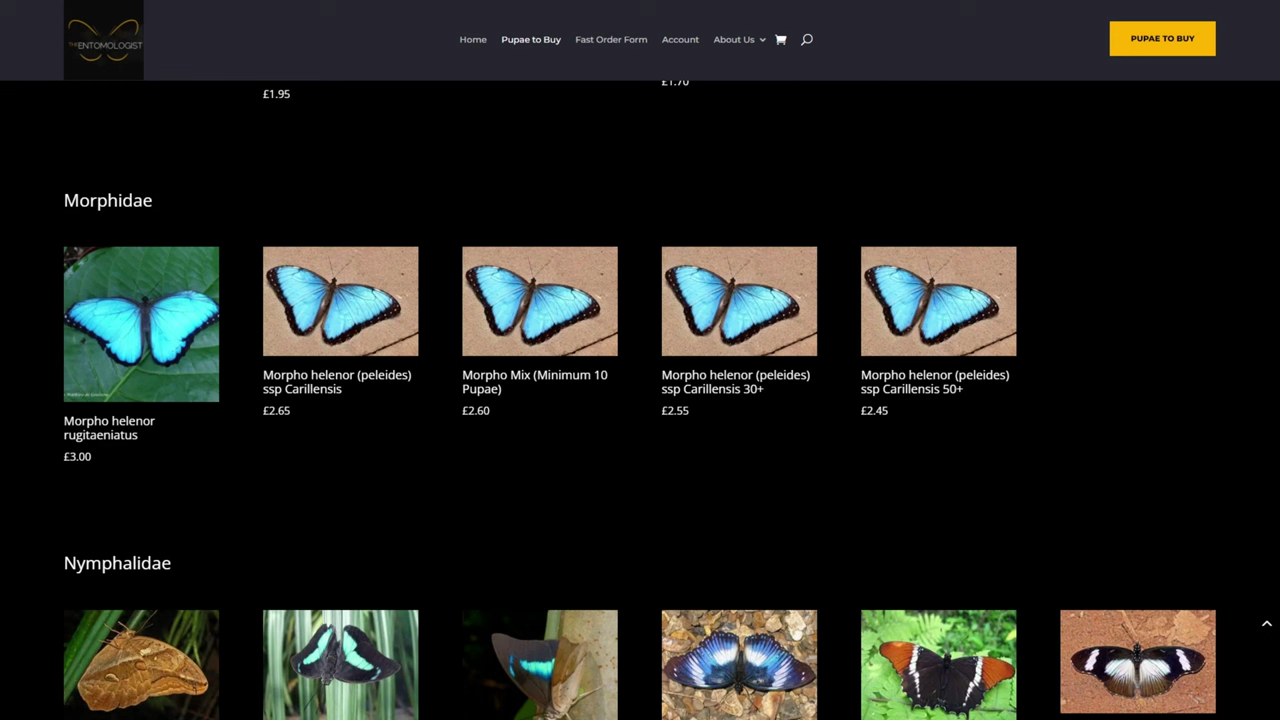 THE ENTOMOLOGIST
Home
Pupae to Buy
Fast Order Form
Account
About Us
PUPAE TO BUY
£1.95
£1.70
Morphidae
Morpho helenor
rugitaeniatus
£3.00
Morpho helenor (peleides)
ssp Carillensis
£2.65
Morpho Mix (Minimum 10
Pupae)
£2.60
Morpho helenor (peleides)
ssp Carillensis 30+
£2.55
Morpho helenor (peleides)
ssp Carillensis 50+
£2.45
Nymphalidae